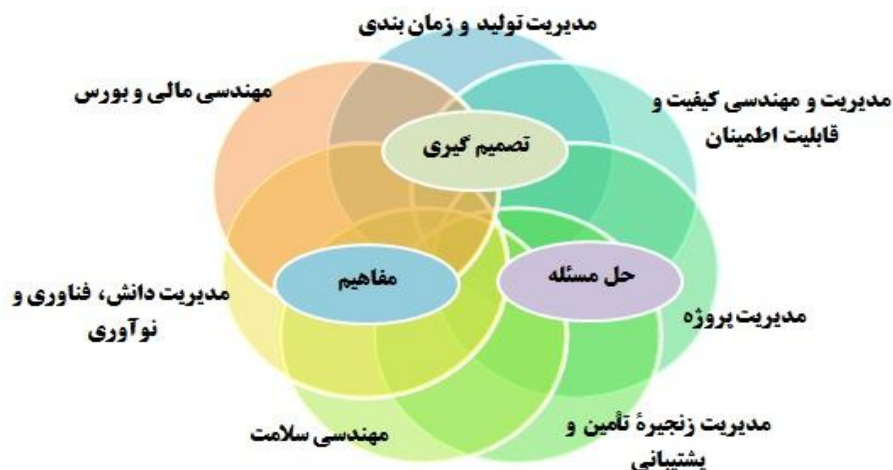 مدیریت تولید و زمان بندی
مهندسی مالی و بورس
مدیریت و مهندسی کیفیت و
قابلیت اطمینان
تصمیم گیری
مفاهیم
حل مسئله
مدیریت دانش، فناوری و
نوآوری
مدیریت پروژه
مهندسی سلامت
مدیریت زنجیرۀ تأمین و
پشتیبانی